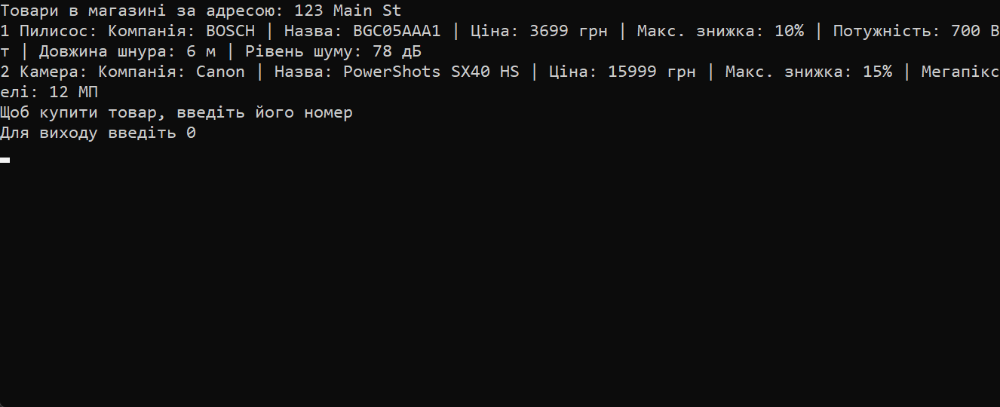 Товари в магазині за адресою: 123 Main St
1 Пилисос: Компанія: BOSCH | Назва: BGC05AAA1 | Ціна: 3699 грн | Макс. знижка: 10% | Потужність: 700 В
т | Довжина шнура: 6 м | Рівень шуму: 78 дБ
2 Камера: Компанія: Canon | Назва: PowerShots SX40 HS | Ціна: 15999 грн | Макс. знижка: 15% | Мегапікс
елі: 12 МП
Щоб купити товар, введіть його номер
Для виходу введіть 0